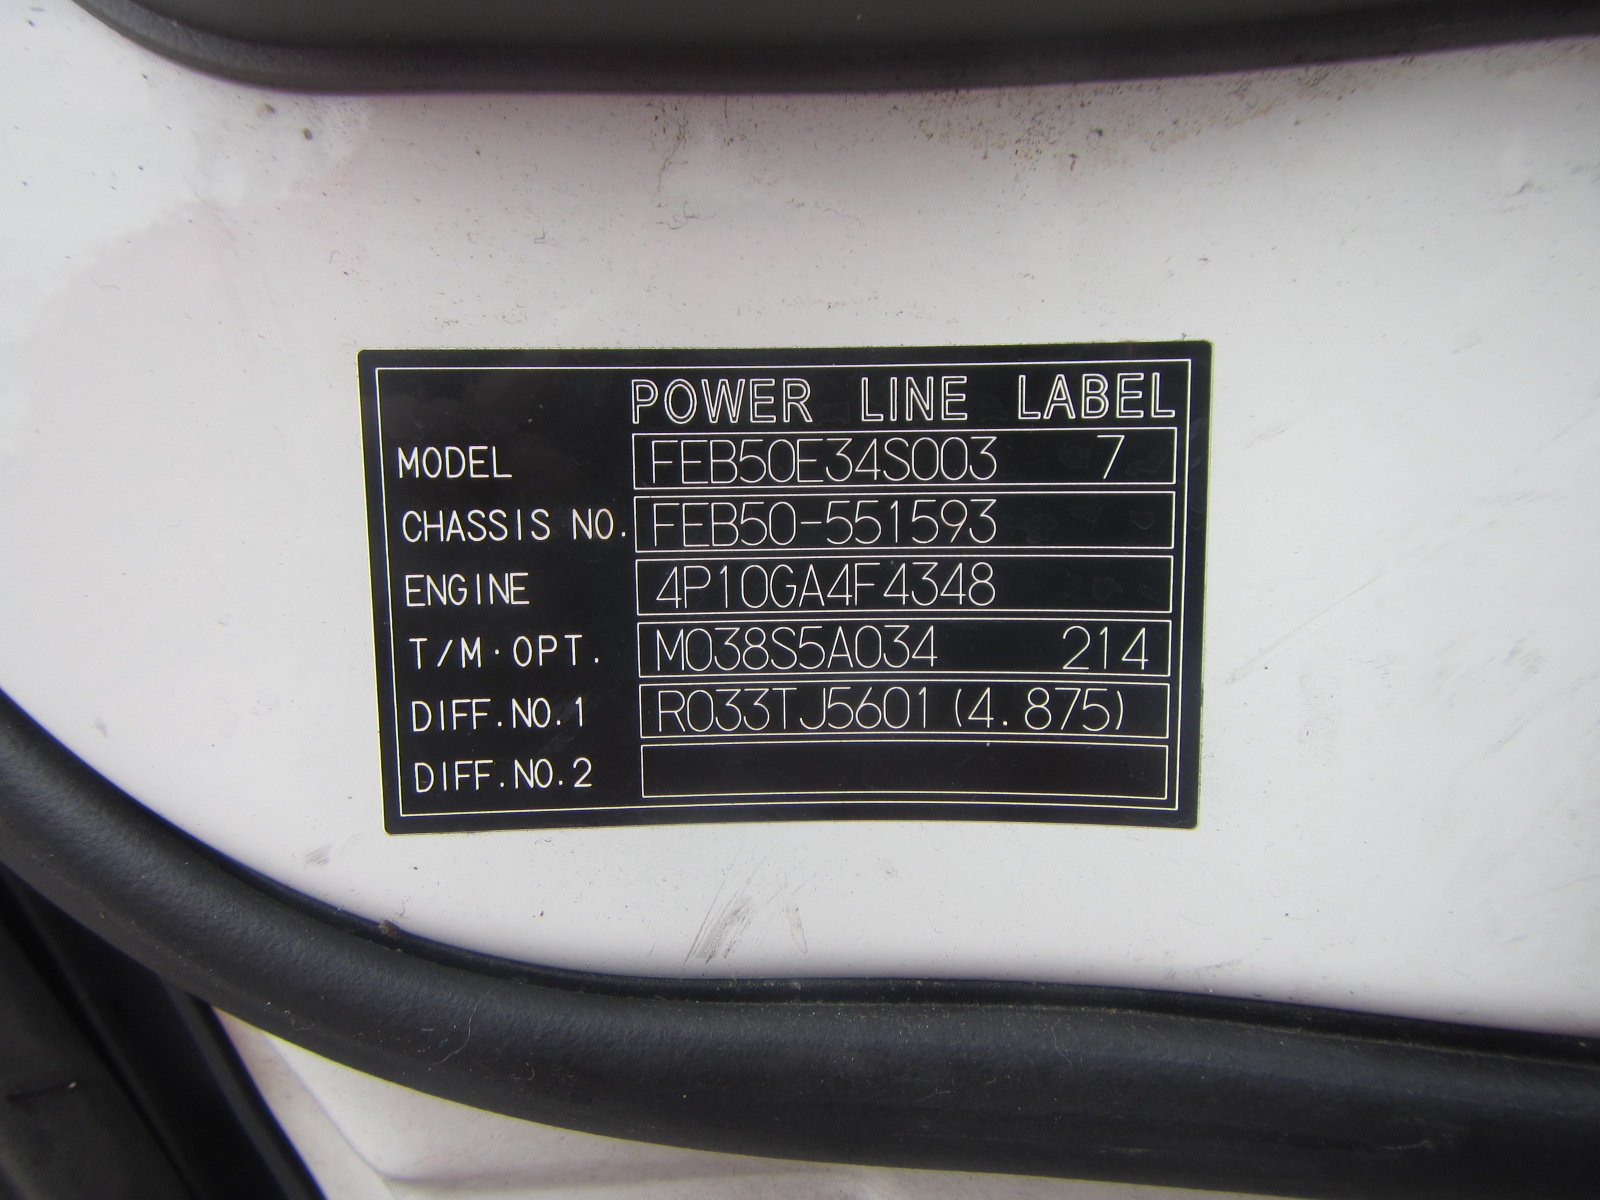 POWER LINE LABEL
MODEL FEB50E34S003 7
CHASSIS NO. FEB50-551593
ENGINE 4P10GA4F4348
T/M·OPT. M038S5A034 214
DIFF.NO.1 R033TJ5601(4.875)
DIFF.NO.2